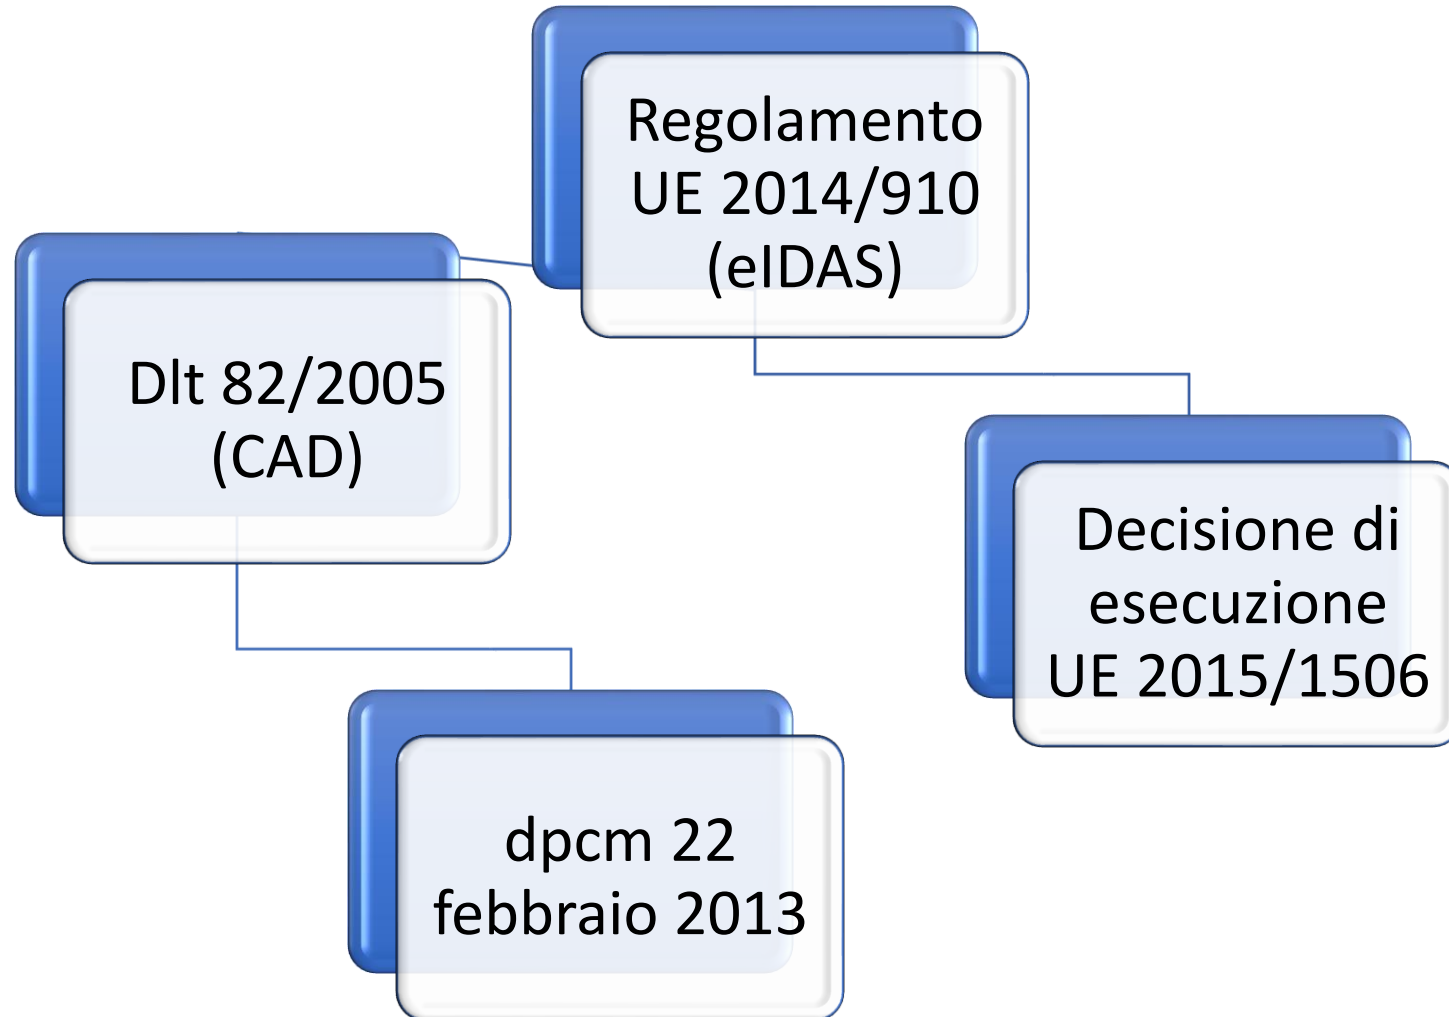 Regolamento
UE 2014/910
(eIDAS)
Dlt 82/2005
(CAD)
Decisione di
esecuzione
UE 2015/1506
dpcm 22
febbraio 2013